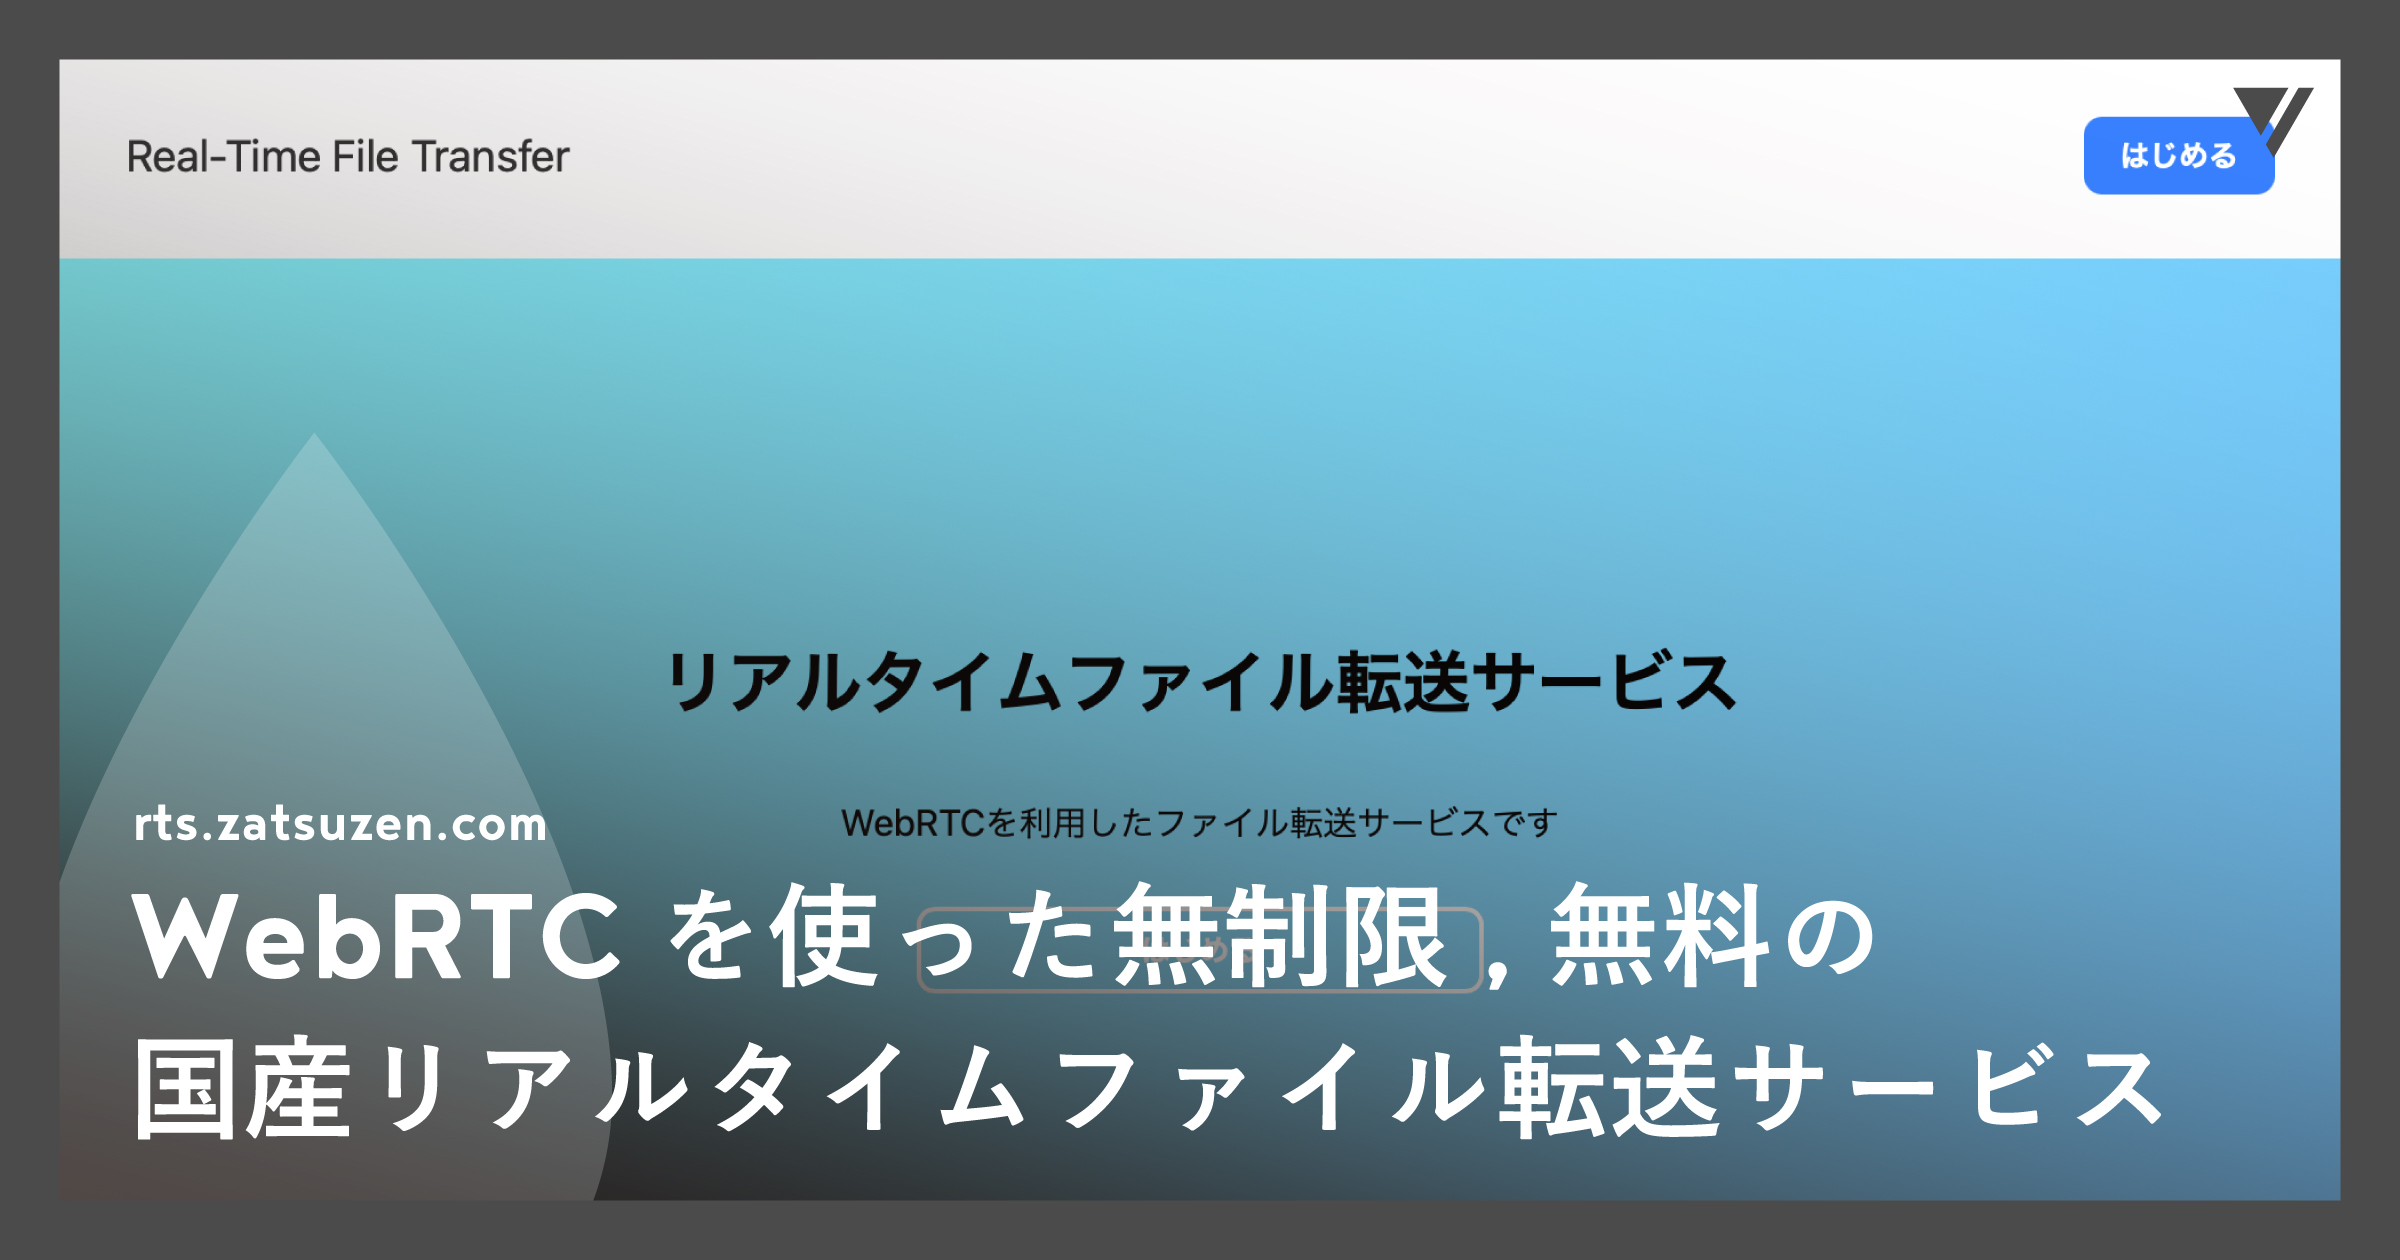 Real-Time File Transfer
はじめる
リアルタイムファイル転送サービス
WebRTCを利用したファイル転送サービスです
rts.zatsuzen.com
WebRTC を使った無制限, 無料の
国産リアルタイムファイル転送サービス